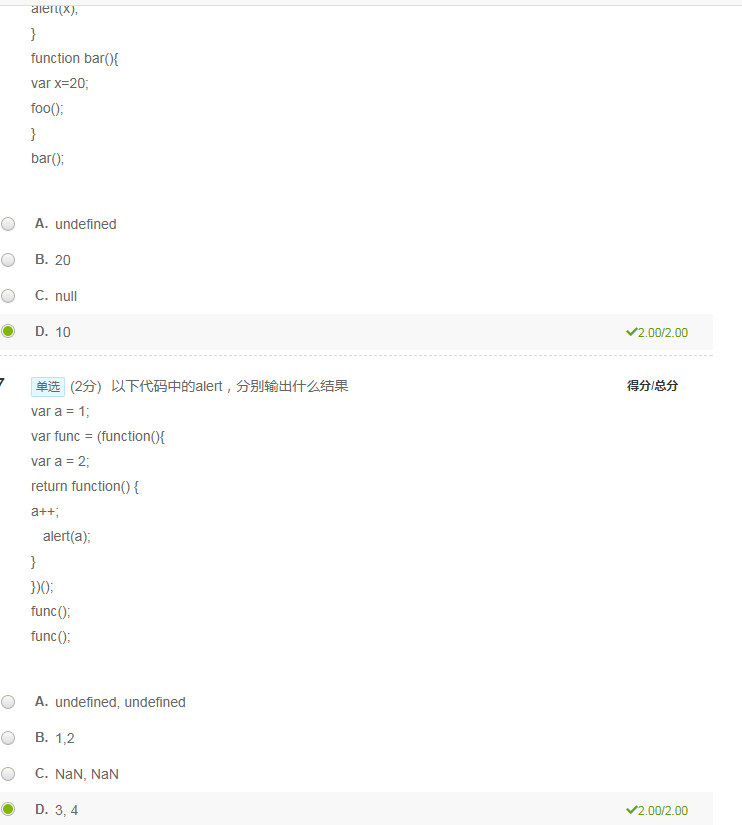 alert(x);
}
function bar(){
var x=20;
foo();
}
bar();
A. undefined
B. 20
C. null
D. 10 2.00/2.00
7 单选 (2分) 以下代码中的alert，分别输出什么结果 得分/总分
var a = 1;
var func = (function(){
var a = 2;
return function() {
a++;
alert(a);
}
})();
func();
func();
A. undefined, undefined
B. 1,2
C. NaN, NaN
D. 3, 4 2.00/2.00